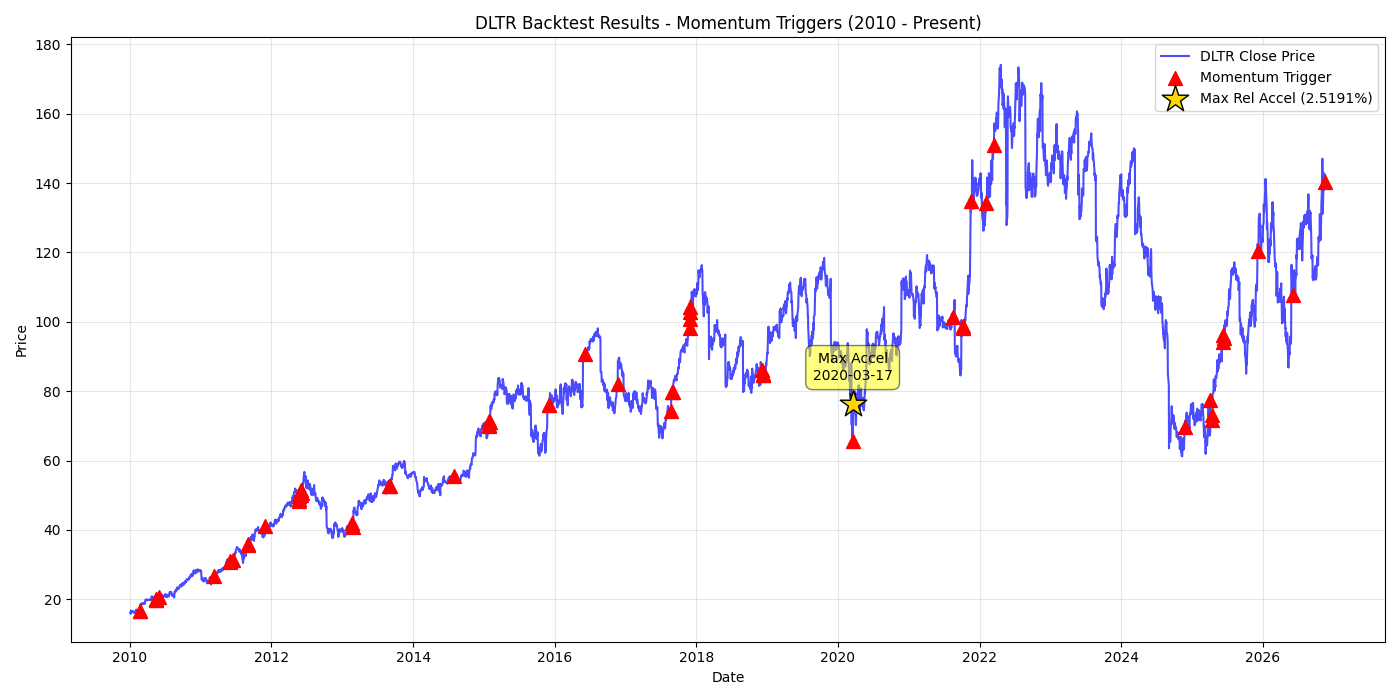 DLTR Backtest Results - Momentum Triggers (2010 - Present)
DLTR Close Price
Momentum Trigger
Max Rel Accel (2.5191%)
Price
180
160
140
120
100
80
60
40
20
Max Accel
2020-03-17
2010 2012 2014 2016 2018 2020 2022 2024 2026
Date